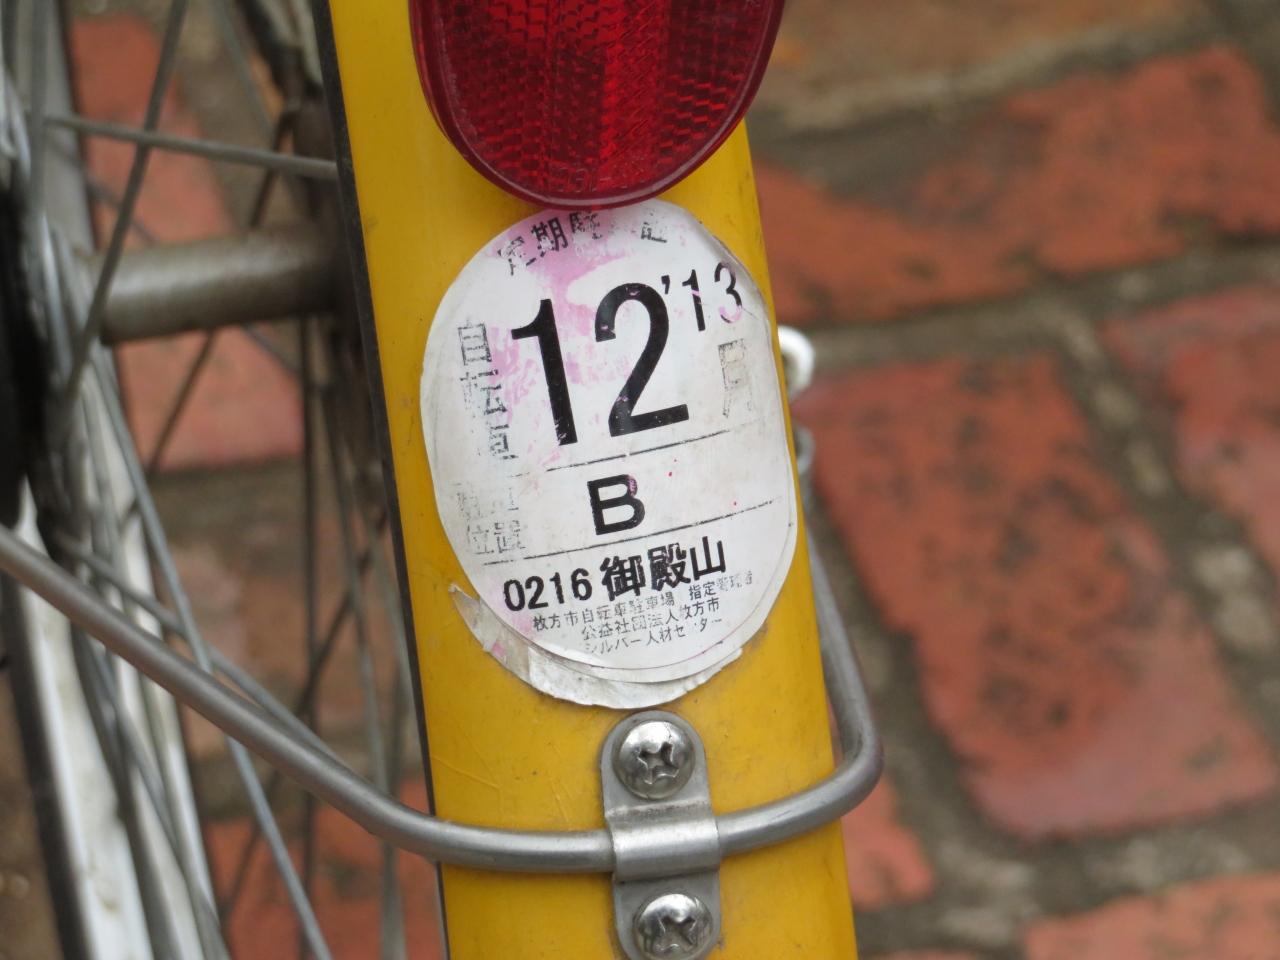 定期駐
12 '13
自転車
月
B
位置
0216 御殿山
枚方市自転車駐車場 指定管理者
公益社団法人枚方市
シルバー人材センター